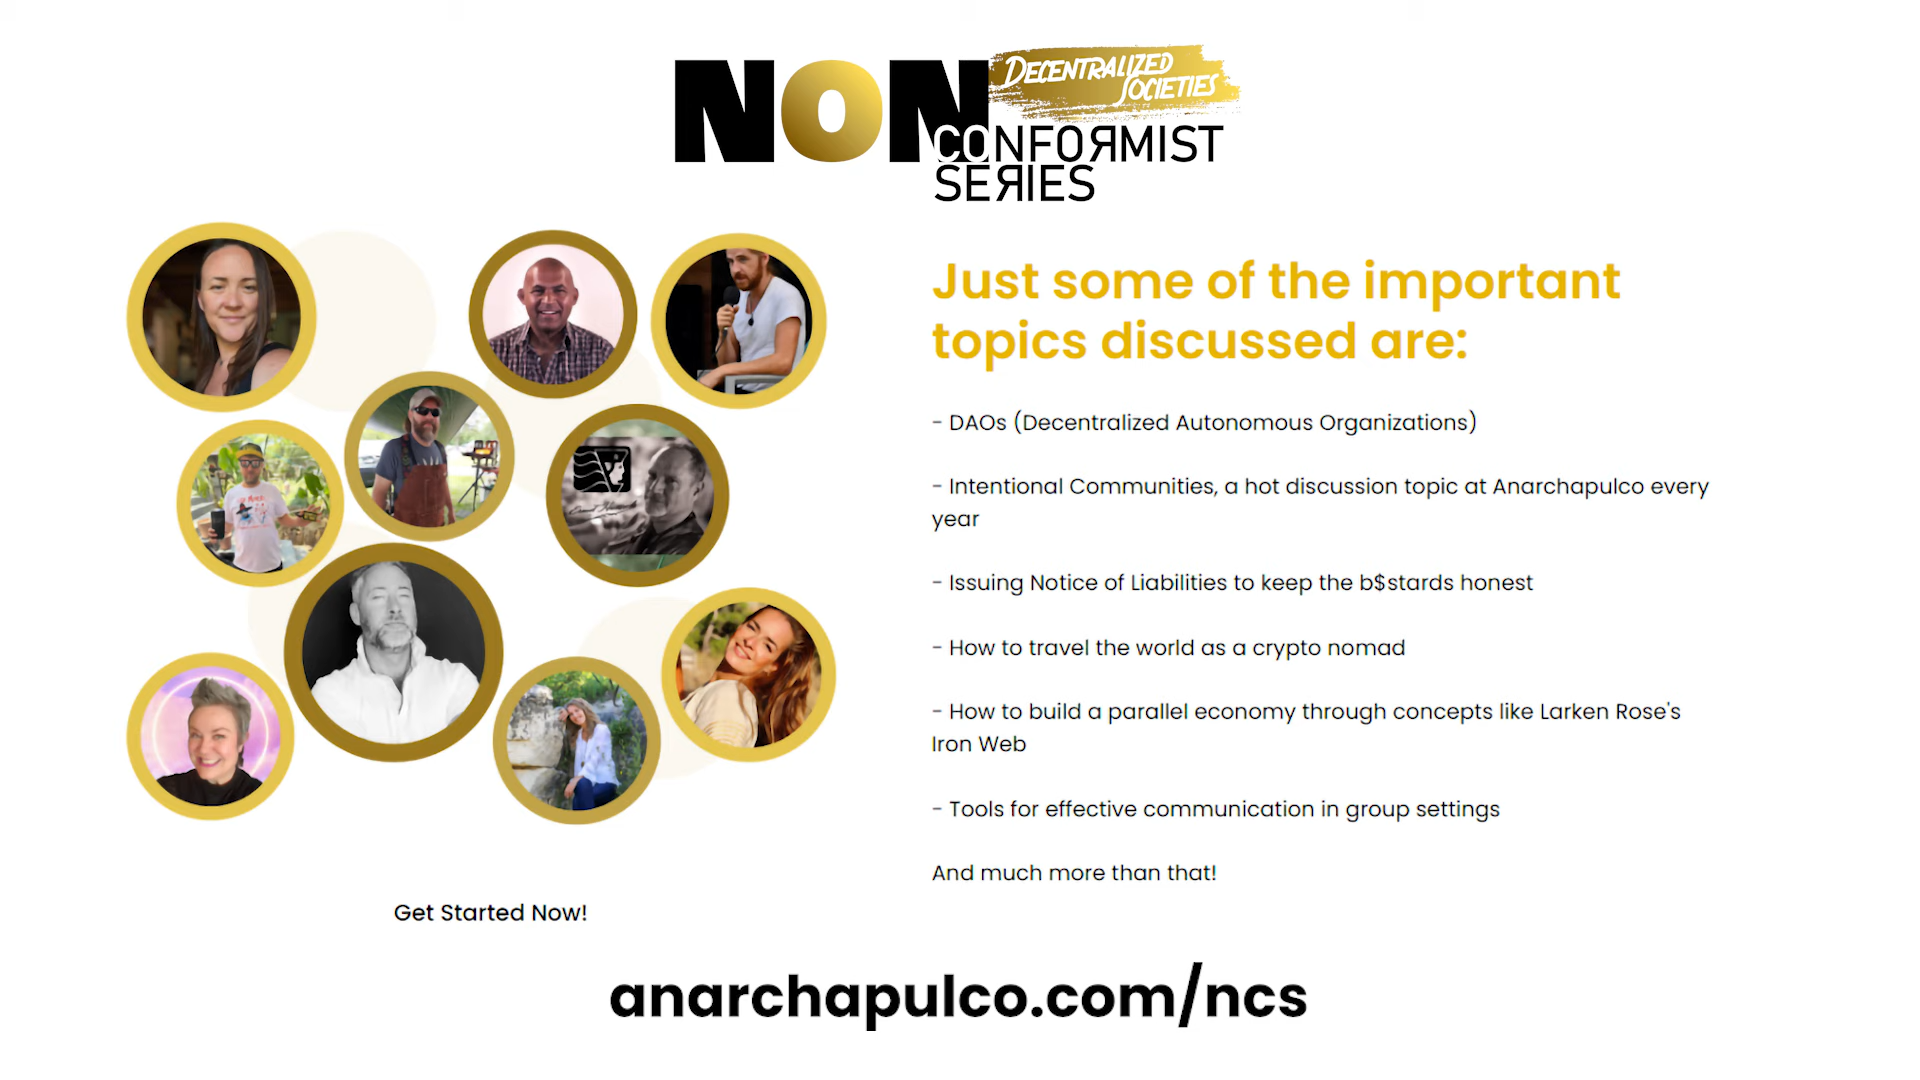 NON
DECENTRALIZED
SOCIETIES
CONFOЯMIST
SEЯIES
Just some of the important
topics discussed are:
- DAOs (Decentralized Autonomous Organizations)
- Intentional Communities, a hot discussion topic at Anarchapulco every
year
- Issuing Notice of Liabilities to keep the b$stards honest
- How to travel the world as a crypto nomad
- How to build a parallel economy through concepts like Larken Rose's
Iron Web
- Tools for effective communication in group settings
And much more than that!
Get Started Now!
anarchapulco.com/ncs